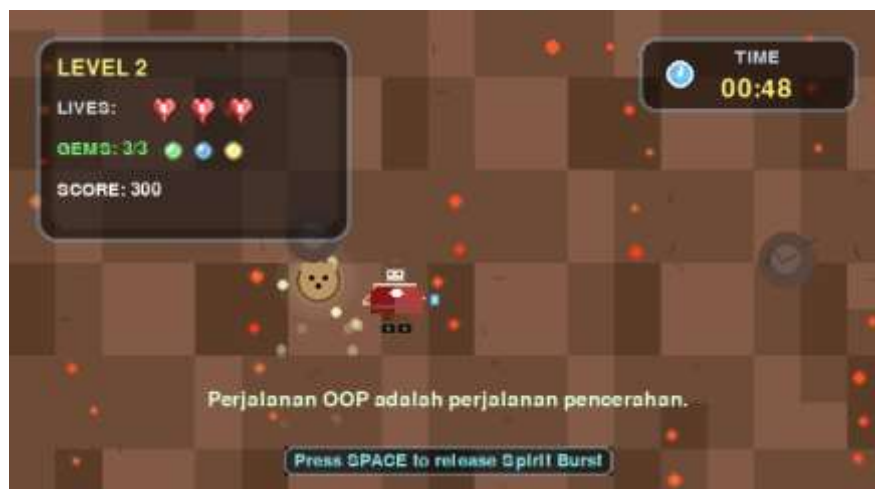 LEVEL 2
LIVES:
GEMS: 3/3
SCORE: 300
TIME
00:48
Perjalanan OOP adalah perjalanan pencerahan.
Press SPACE to release Spirit Burst